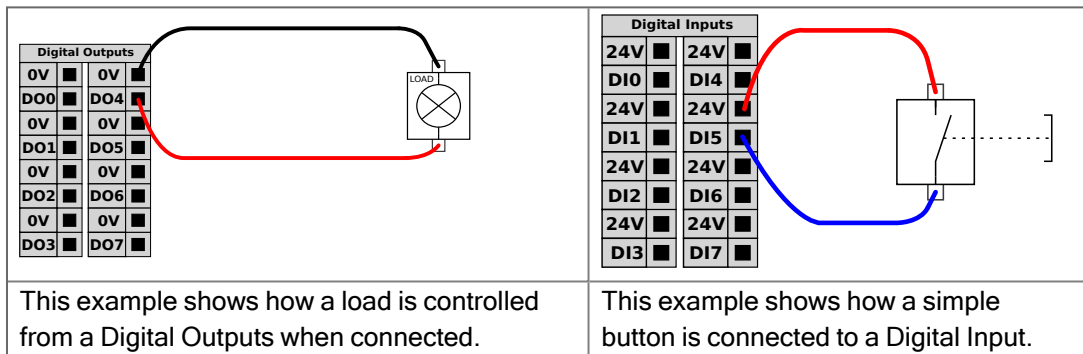 Digital Outputs
0V 0V
DO0 DO4
0V 0V
DO1 DO5
0V 0V
DO2 DO6
0V 0V
DO3 DO7
LOAD
Digital Inputs
24V 24V
DI0 DI4
24V 24V
DI1 DI5
24V 24V
DI2 DI6
24V 24V
DI3 DI7
This example shows how a load is controlled
from a Digital Outputs when connected.
This example shows how a simple
button is connected to a Digital Input.